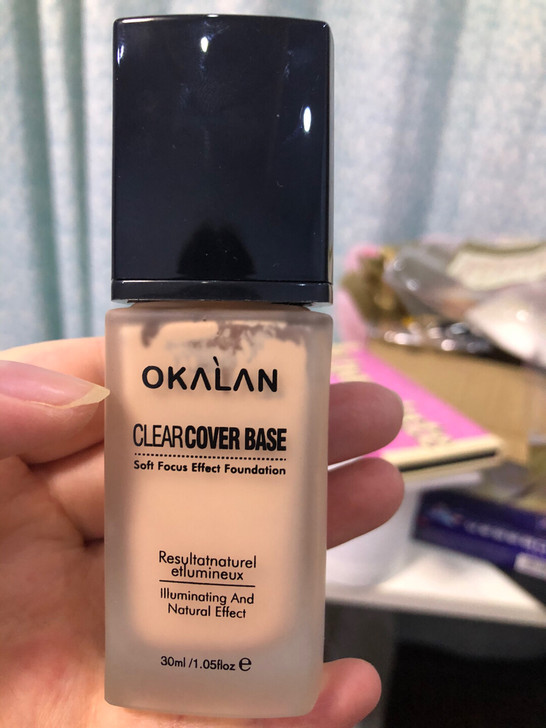 OKALAN
CLEARCOVER BASE
Soft Focus Effect Foundation
Resultatnaturel
etlumineux
Illuminating And
Natural Effect
30ml /1.05floz ℮